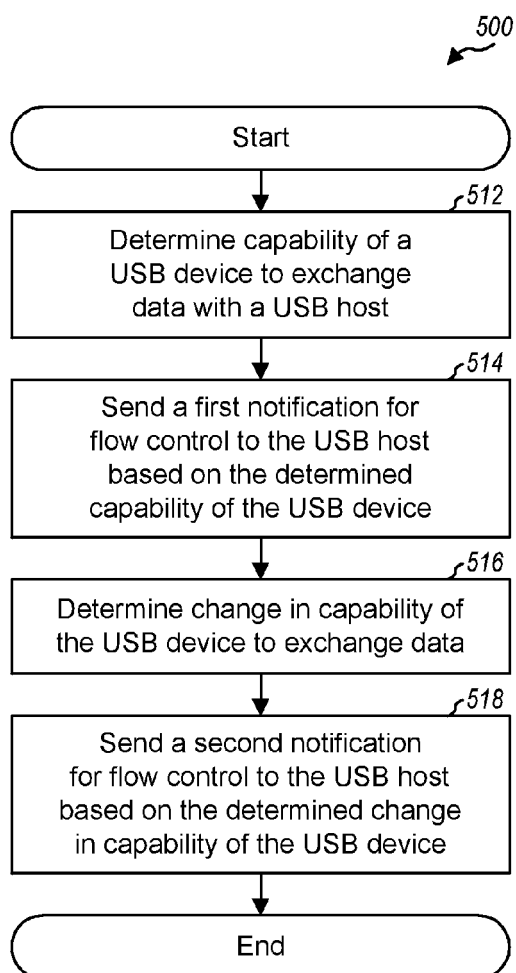 500
Start
512
Determine capability of a
USB device to exchange
data with a USB host
514
Send a first notification for
flow control to the USB host
based on the determined
capability of the USB device
516
Determine change in capability of
the USB device to exchange data
518
Send a second notification
for flow control to the USB host
based on the determined change
in capability of the USB device
End